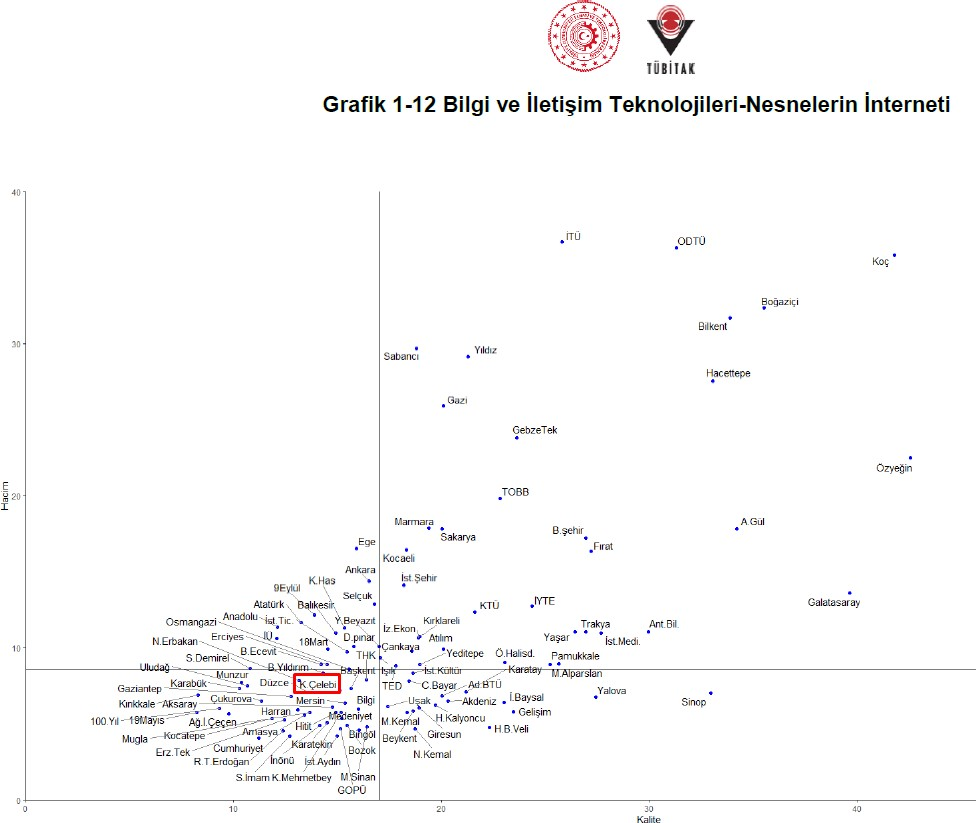 TÜBİTAK
Grafik 1-12 Bilgi ve İletişim Teknolojileri-Nesnelerin İnterneti
40
İTÜ
ODTÜ
Koç
Boğaziçi
Bilkent
30
Sabancı
Yıldız
Hacettepe
Gazi
GebzeTek
Özyeğin
Hacim
20
TOBB
Marmara
Sakarya
B.şehir
A.Gül
Ege
Kocaeli
Fırat
Ankara
İst.Şehir
K.Has
9Eylül
Selçuk
Galatasaray
Atatürk
Balıkesir
KTÜ
İYTE
Anadolu
İst.Tic.
Y.Beyazıt
Kırklareli
Osmangazi
İz.Ekon
Ant.Bil.
N.Erbakan
Erciyes
İÜ
18Mart
D.pınar
Atılım
Yaşar
Trakya
İst.Medi.
10
B.Ecevit
Çankaya
Yeditepe
Ö.Halisd.
Pamukkale
S.Demirel
THK
Uludağ
B.Yıldırım
Başkent
Işık
İst.Kültür
Karatay
M.Alparslan
Munzur
Karabük
Düzce
K.Çelebi
TED
C.Bayar
Ad.BTÜ
Gaziantep
Çukurova
Mersin
Bilgi
Uşak
Akdeniz
İ.Baysal
Yalova
Sinop
Kırıkkale
Aksaray
Harran
Medeniyet
M.Kemal
H.Kalyoncu
Gelişim
100.Yıl
19Mayıs
Ağ.İ.Çeçen
Hitit
Bingöl
Beykent
Giresun
H.B.Veli
Mugla
Kocatepe
Amasya
Karatekin
Bozok
N.Kemal
Erz.Tek
Cumhuriyet
R.T.Erdoğan
İnönü
İst.Aydın
S.İmam
K.Mehmetbey
M.Sinan
GOPÜ
0
0
10
20
30
40
Kalite